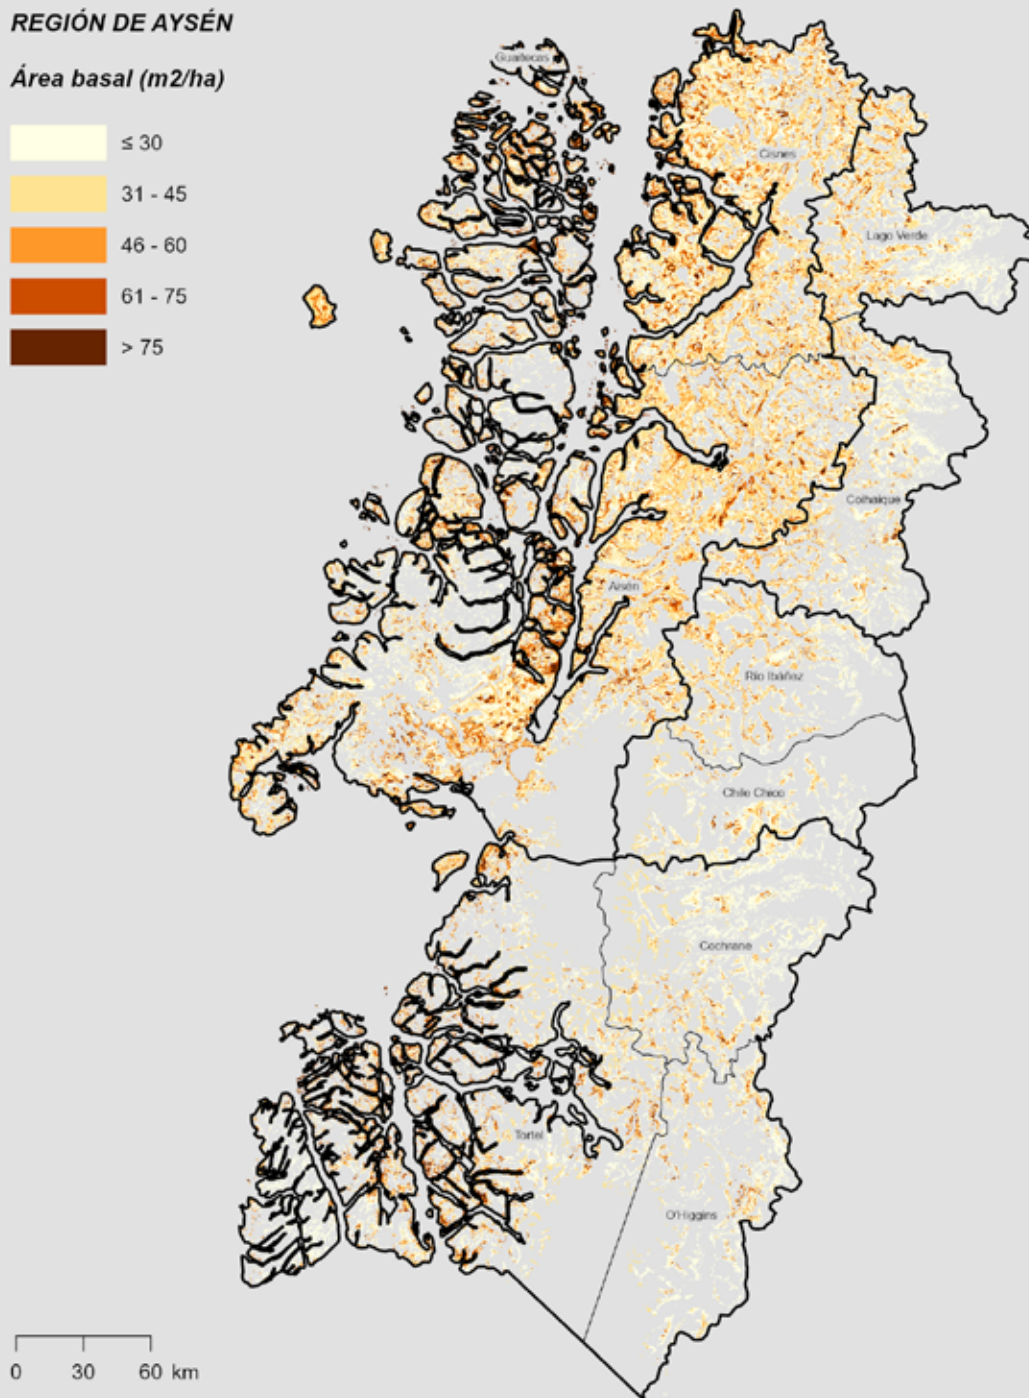 REGIÓN DE AYSÉN
Área basal (m2/ha)
≤ 30
31 - 45
46 - 60
61 - 75
> 75
Guaitecas
Cisnes
Lago Verde
Coihaique
Aisén
Río Ibáñez
Chile Chico
Cochrane
Tortel
O'Higgins
0 30 60 km